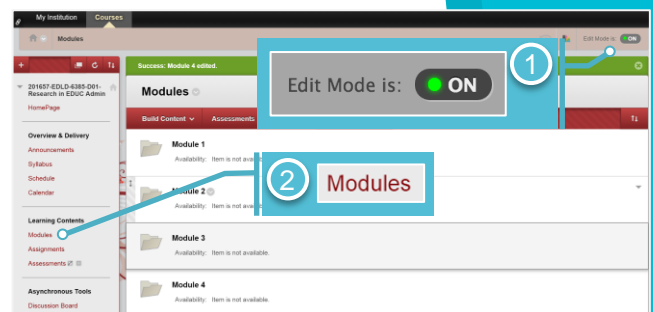 My Institution Courses
Modules
Edit Mode is: ON
Success: Module 4 edited.
1
Edit Mode is: ON
201657-EDLD-6385-D01-
Research in EDUC Admin
HomePage
Modules
Build Content Assessments
Overview & Delivery
Announcements
Syllabus
Schedule
Calendar
Learning Contents
Modules
Assignments
Assessments
Asynchronous Tools
Discussion Board
Module 1
Availability: Item is not
2 Modules
Module 2
Availability: Item is not
Module 3
Availability: Item is not available.
Module 4
Availability: Item is not available.